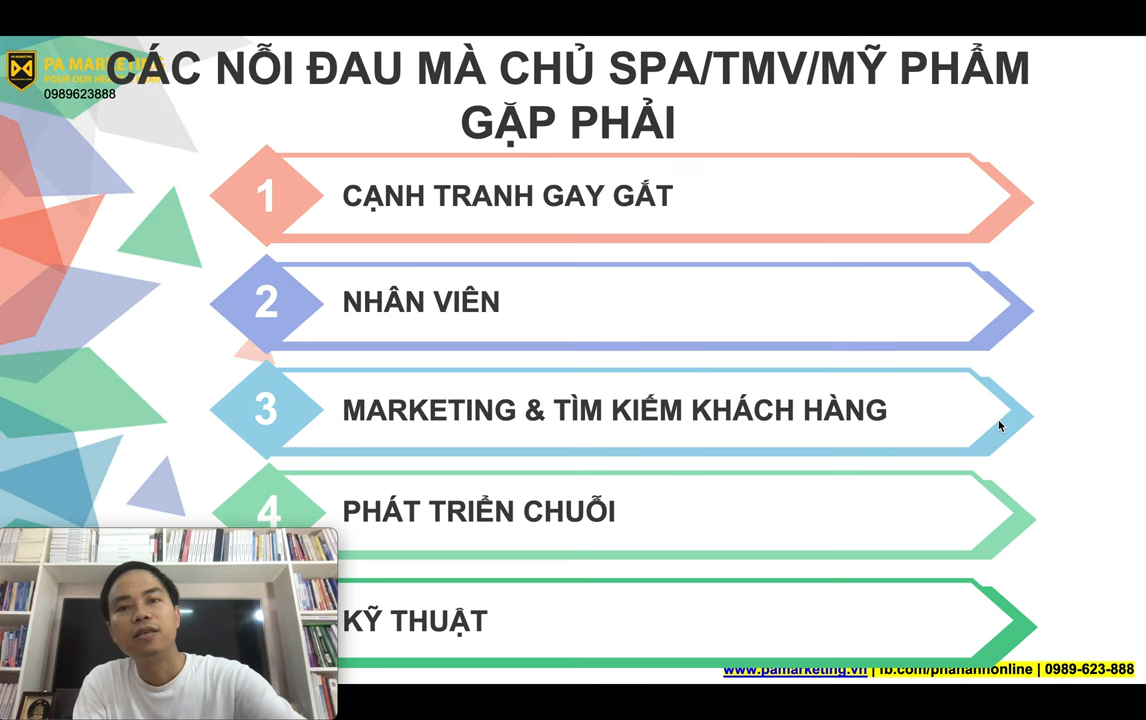 PA MARKETING
0989623888
CÁC NỖI ĐAU MÀ CHỦ SPA/TMV/MỸ PHẨM
GẶP PHẢI
1
CẠNH TRANH GAY GẮT
2
NHÂN VIÊN
3
MARKETING & TÌM KIẾM KHÁCH HÀNG
4
PHÁT TRIỂN CHUỖI
KỸ THUẬT
www.pamarketing.vn | fb.com/phananhonline | 0989-623-888